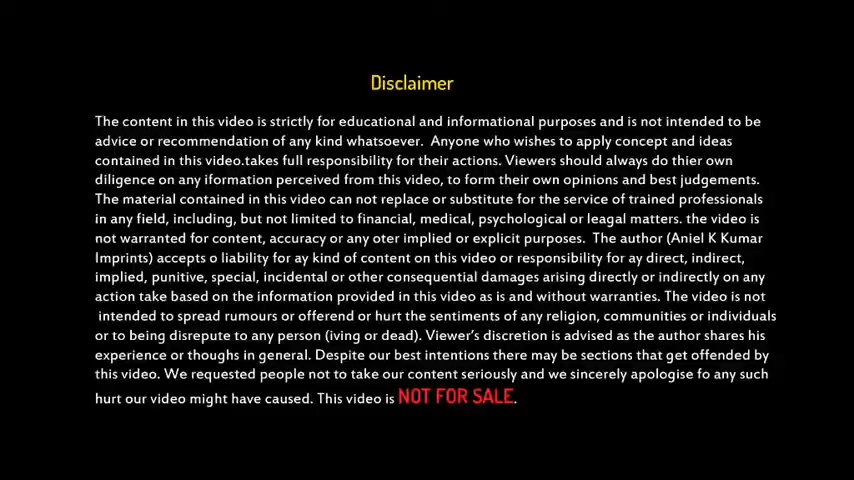 Disclaimer
The content in this video is strictly for educational and informational purposes and is not intended to be
advice or recommendation of any kind whatsoever. Anyone who wishes to apply concept and ideas
contained in this video.takes full responsibility for their actions. Viewers should always do thier own
diligence on any iformation perceived from this video, to form their own opinions and best judgements.
The material contained in this video can not replace or substitute for the service of trained professionals
in any field, including, but not limited to financial, medical, psychological or leagal matters. the video is
not warranted for content, accuracy or any oter implied or explicit purposes. The author (Aniel K Kumar
Imprints) accepts o liability for ay kind of content on this video or responsibility for ay direct, indirect,
implied, punitive, special, incidental or other consequential damages arising directly or indirectly on any
action take based on the information provided in this video as is and without warranties. The video is not
intended to spread rumours or offerend or hurt the sentiments of any religion, communities or individuals
or to being disrepute to any person (iving or dead). Viewer's discretion is advised as the author shares his
experience or thoughs in general. Despite our best intentions there may be sections that get offended by
this video. We requested people not to take our content seriously and we sincerely apologise fo any such
hurt our video might have caused. This video is NOT FOR SALE.